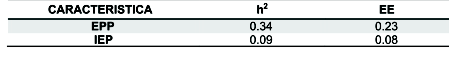 CARACTERISTICA h² EE
EPP 0.34 0.23
IEP 0.09 0.08